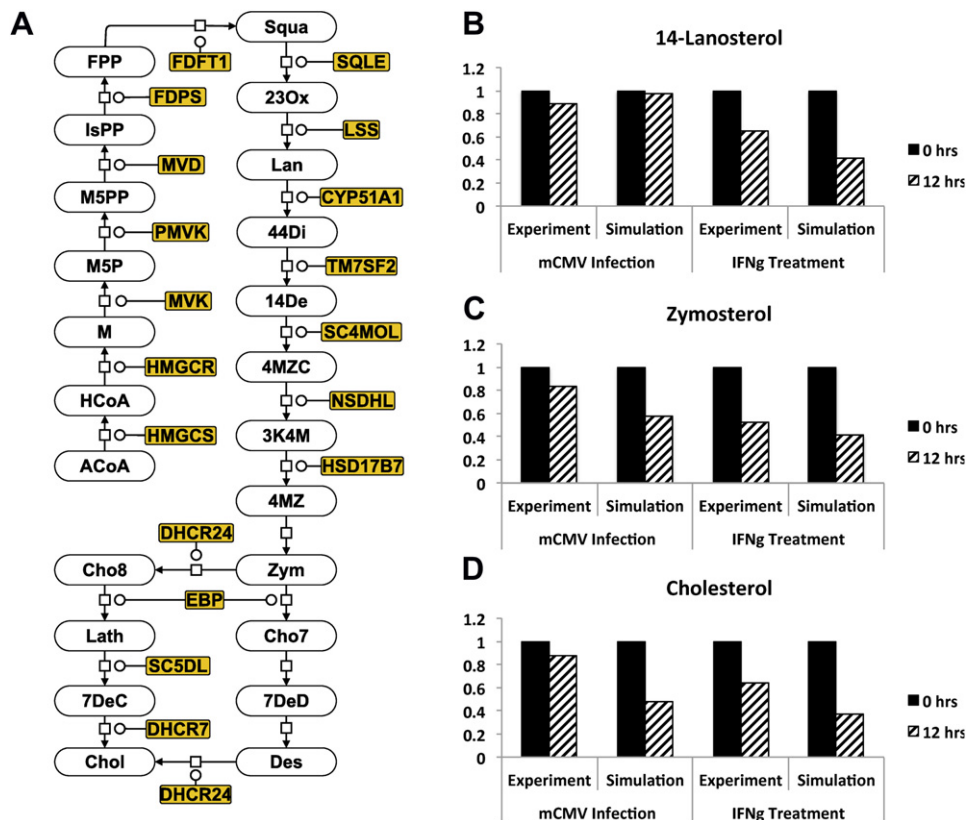 A
FPP
FDFT1
FDPS
IsPP
MVD
M5PP
PMVK
M5P
MVK
M
HMGCR
HCoA
HMGCS
ACoA
Squa
SQLE
23Ox
LSS
Lan
CYP51A1
44Di
TM7SF2
14De
SC4MOL
4MZC
NSDHL
3K4M
HSD17B7
4MZ
DHCR24
Cho8
Zym
EBP
Lath
Cho7
SC5DL
7DeC
7DeD
DHCR7
Chol
Des
DHCR24
B
14-Lanosterol
1.2
1
0.8
0.6
0.4
0.2
0
0 hrs
12 hrs
Experiment Simulation Experiment Simulation
mCMV Infection IFNg Treatment
C
Zymosterol
1.2
1
0.8
0.6
0.4
0.2
0
0 hrs
12 hrs
Experiment Simulation Experiment Simulation
mCMV Infection IFNg Treatment
D
Cholesterol
1.2
1
0.8
0.6
0.4
0.2
0
0 hrs
12 hrs
Experiment Simulation Experiment Simulation
mCMV Infection IFNg Treatment